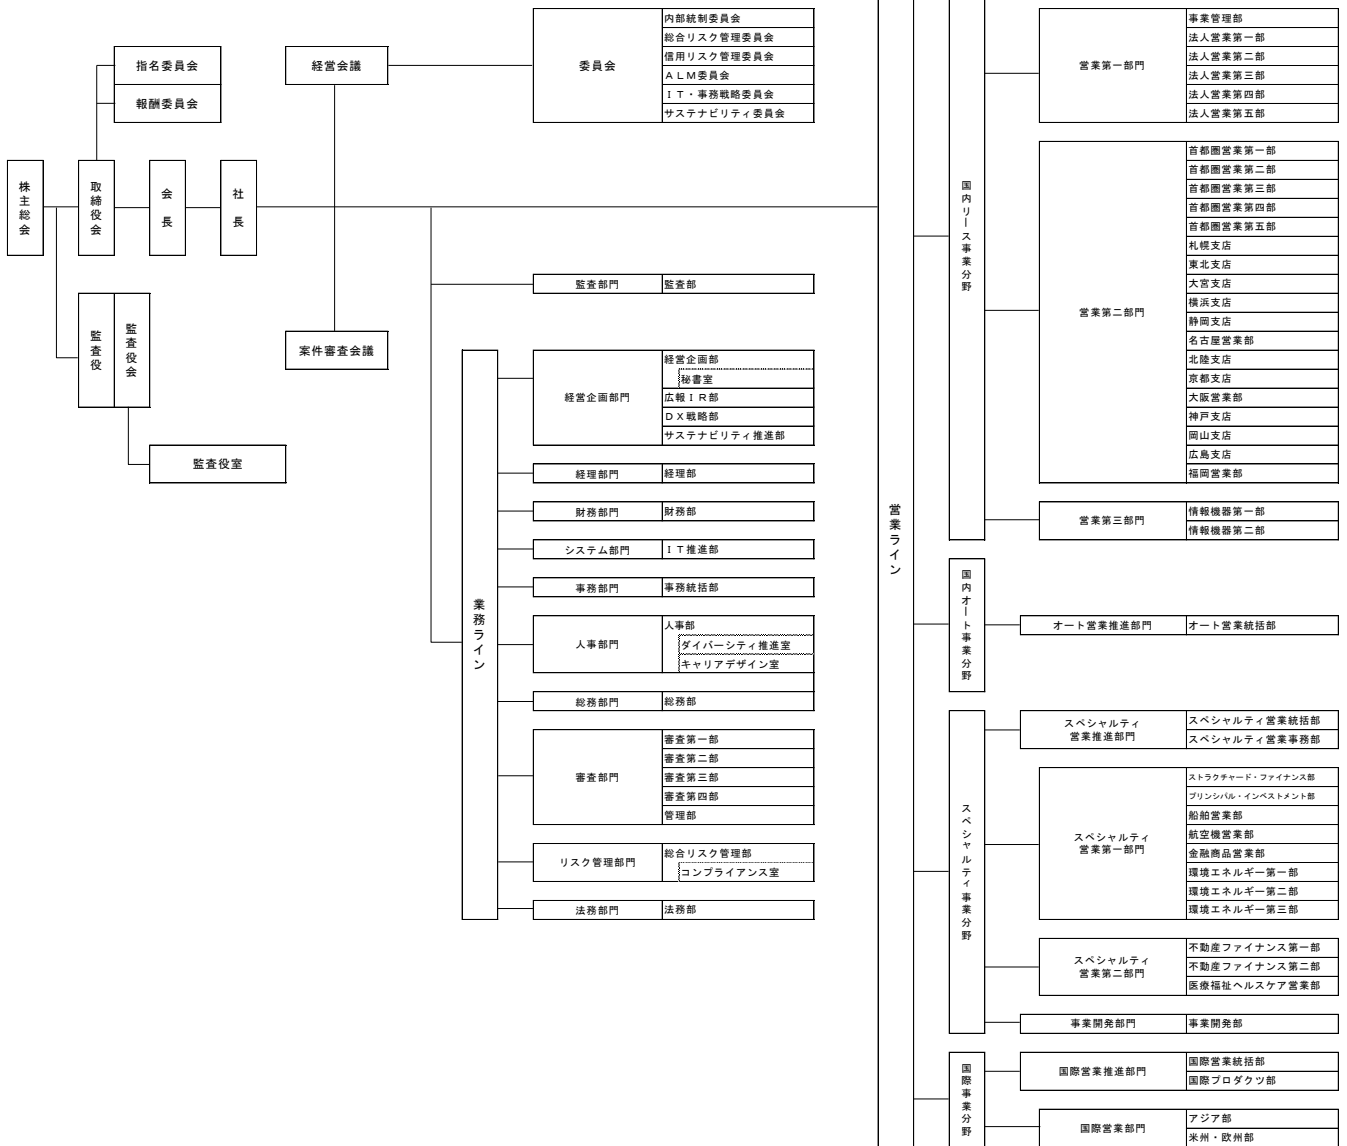 株主総会
取締役会
会長
社長
指名委員会
報酬委員会
監査役
監査役会
監査役室
経営会議
案件審査会議
委員会
内部統制委員会
総合リスク管理委員会
信用リスク管理委員会
ＡＬＭ委員会
ＩＴ・事務戦略委員会
サステナビリティ委員会
監査部門
監査部
業務ライン
経営企画部門
経営企画部
秘書室
広報ＩＲ部
ＤＸ戦略部
サステナビリティ推進部
経理部門
経理部
財務部門
財務部
システム部門
ＩＴ推進部
事務部門
事務統括部
人事部門
人事部
ダイバーシティ推進室
キャリアデザイン室
総務部門
総務部
審査部門
審査第一部
審査第二部
審査第三部
審査第四部
管理部
リスク管理部門
総合リスク管理部
コンプライアンス室
法務部門
法務部
営業ライン
国内リース事業分野
営業第一部門
事業管理部
法人営業第一部
法人営業第二部
法人営業第三部
法人営業第四部
法人営業第五部
営業第二部門
首都圏営業第一部
首都圏営業第二部
首都圏営業第三部
首都圏営業第四部
首都圏営業第五部
札幌支店
東北支店
大宮支店
横浜支店
静岡支店
名古屋営業部
北陸支店
京都支店
大阪営業部
神戸支店
岡山支店
広島支店
福岡営業部
営業第三部門
情報機器第一部
情報機器第二部
国内オート事業分野
オート営業推進部門
オート営業統括部
スペシャルティ事業分野
スペシャルティ
営業推進部門
スペシャルティ営業統括部
スペシャルティ営業事務部
スペシャルティ
営業第一部門
ストラクチャード・ファイナンス部
プリンシパル・インベストメント部
船舶営業部
航空機営業部
金融商品営業部
環境エネルギー第一部
環境エネルギー第二部
環境エネルギー第三部
スペシャルティ
営業第二部門
不動産ファイナンス第一部
不動産ファイナンス第二部
医療福祉ヘルスケア営業部
事業開発部門
事業開発部
国際事業分野
国際営業推進部門
国際営業統括部
国際プロダクツ部
国際営業部門
アジア部
米州・欧州部